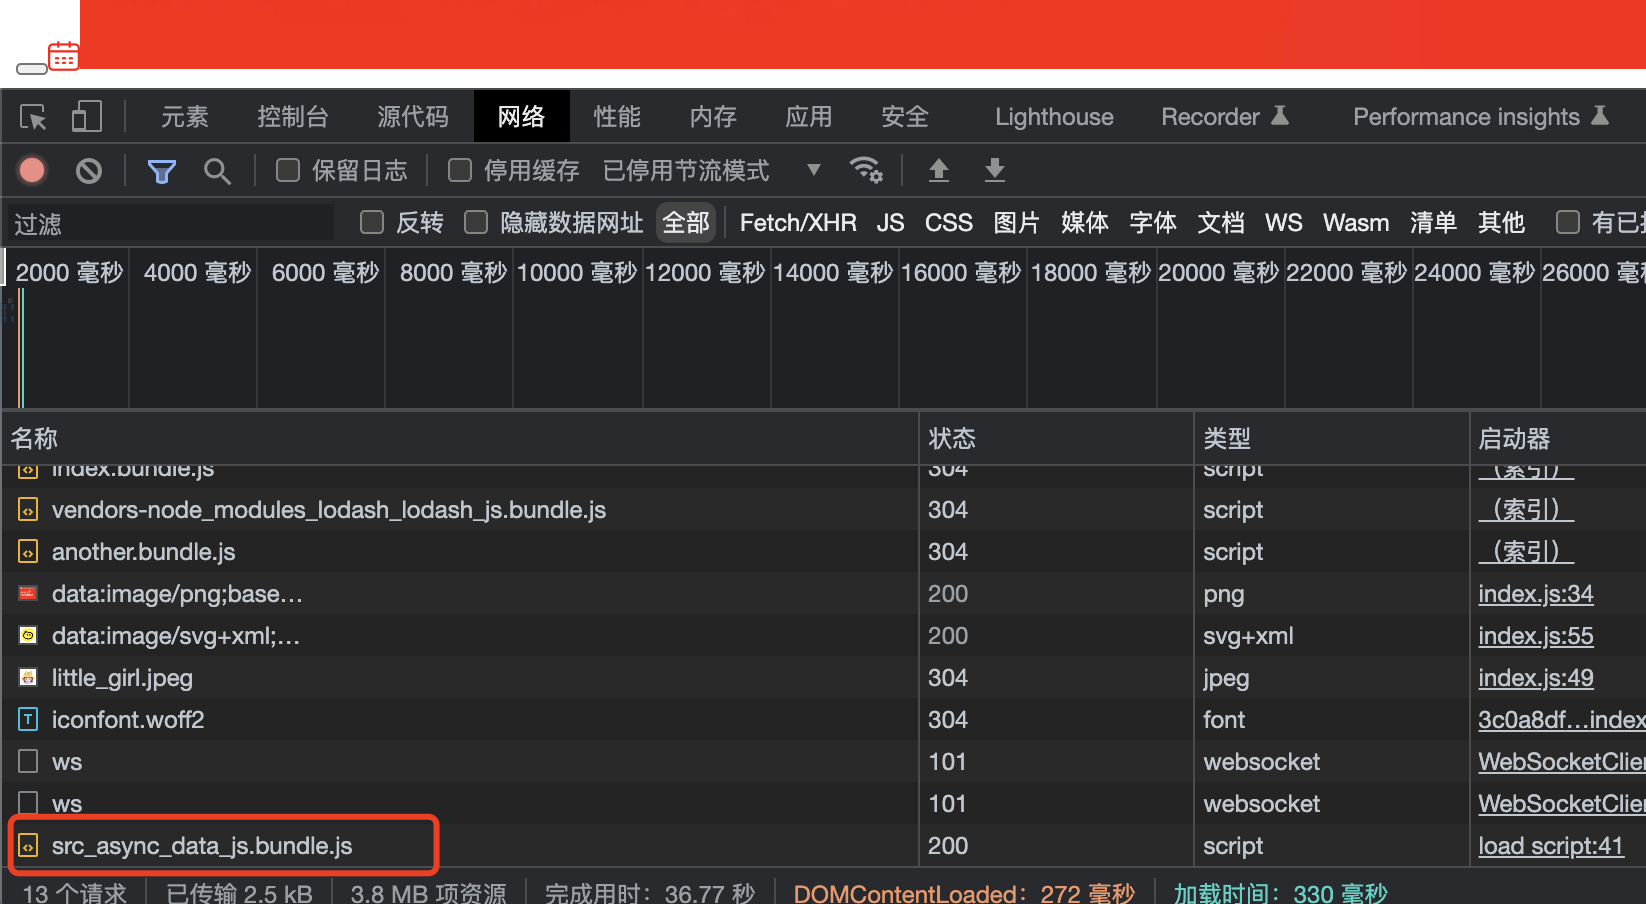 元素 控制台 源代码 网络 性能 内存 应用 安全 Lighthouse Recorder Performance insights
保留日志 停用缓存 已停用节流模式
过滤 反转 隐藏数据网址 全部 Fetch/XHR JS CSS 图片 媒体 字体 文档 WS Wasm 清单 其他 有已
2000 毫秒 4000 毫秒 6000 毫秒 8000 毫秒 10000 毫秒 12000 毫秒 14000 毫秒 16000 毫秒 18000 毫秒 20000 毫秒 22000 毫秒 24000 毫秒 26000 毫
名称 状态 类型 启动器
index.bundle.js 304 script （索引）
vendors-node_modules_lodash_lodash_js.bundle.js 304 script （索引）
another.bundle.js 304 script （索引）
data:image/png;base… 200 png index.js:34
data:image/svg+xml;… 200 svg+xml index.js:55
little_girl.jpeg 304 jpeg index.js:49
iconfont.woff2 304 font 3c0a8df…index
ws 101 websocket WebSocketClie
ws 101 websocket WebSocketClie
src_async_data_js.bundle.js 200 script load script:41
13 个请求 已传输 2.5 kB 3.8 MB 项资源 完成用时：36.77 秒 DOMContentLoaded：272 毫秒 加载时间：330 毫秒